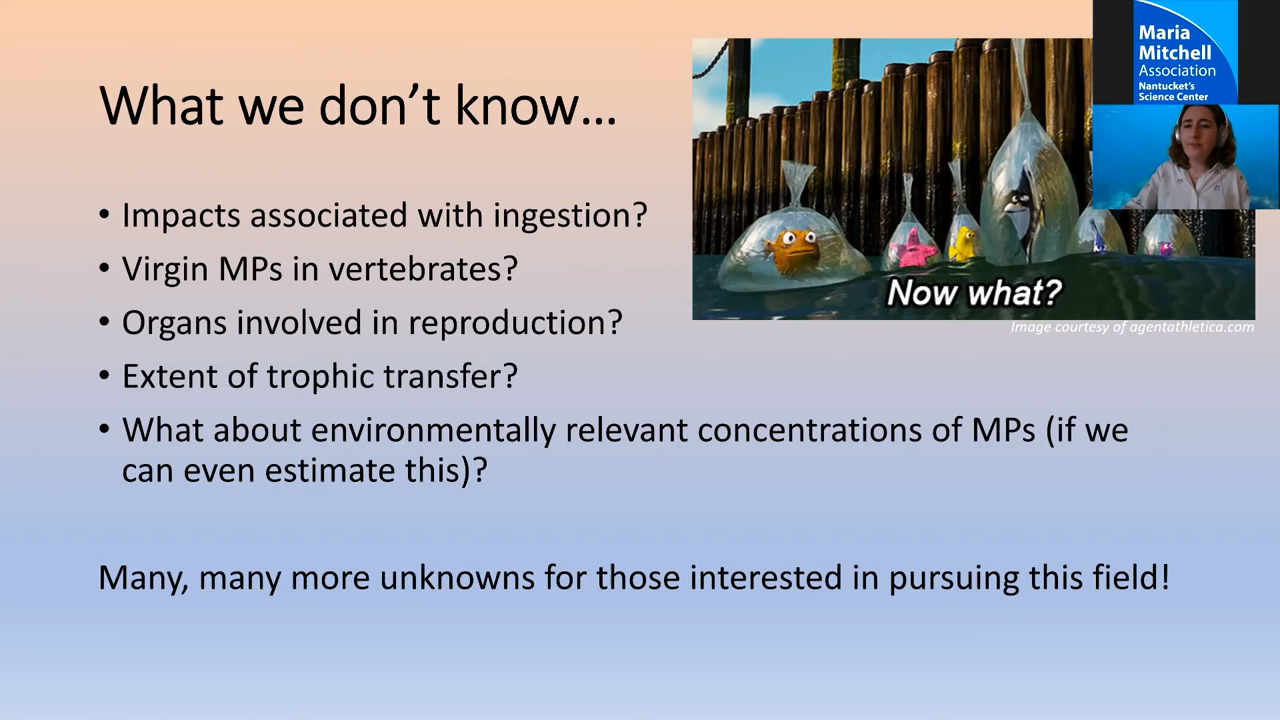 What we don't know...
• Impacts associated with ingestion?
• Virgin MPs in vertebrates?
• Organs involved in reproduction?
• Extent of trophic transfer?
• What about environmentally relevant concentrations of MPs (if we
can even estimate this)?
Many, many more unknowns for those interested in pursuing this field!
Now what?
Image courtesy of agentathletica.com
Maria
Mitchell
Association
Nantucket's
Science Center